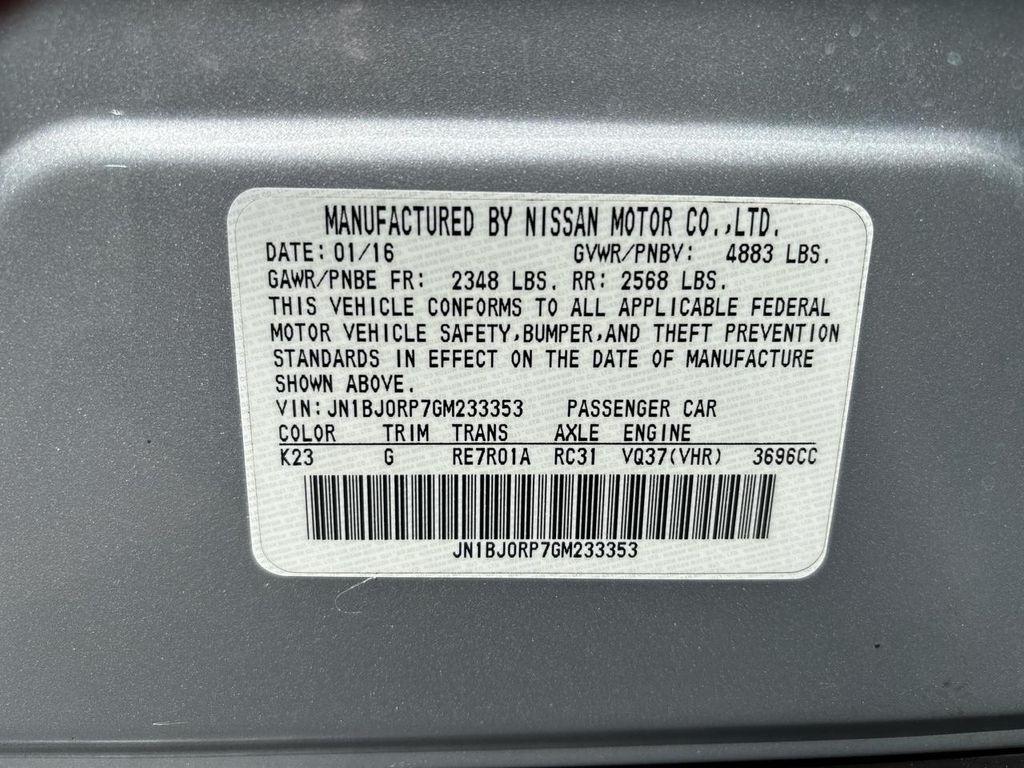 MANUFACTURED BY NISSAN MOTOR CO.,LTD.
DATE: 01/16 GVWR/PNBV: 4883 LBS.
GAWR/PNBE FR: 2348 LBS. RR: 2568 LBS.
THIS VEHICLE CONFORMS TO ALL APPLICABLE FEDERAL
MOTOR VEHICLE SAFETY,BUMPER,AND THEFT PREVENTION
STANDARDS IN EFFECT ON THE DATE OF MANUFACTURE
SHOWN ABOVE.
VIN: JN1BJ0RP7GM233353 PASSENGER CAR
COLOR TRIM TRANS AXLE ENGINE
K23 G RE7R01A RC31 VQ37(VHR) 3696CC
JN1BJ0RP7GM233353